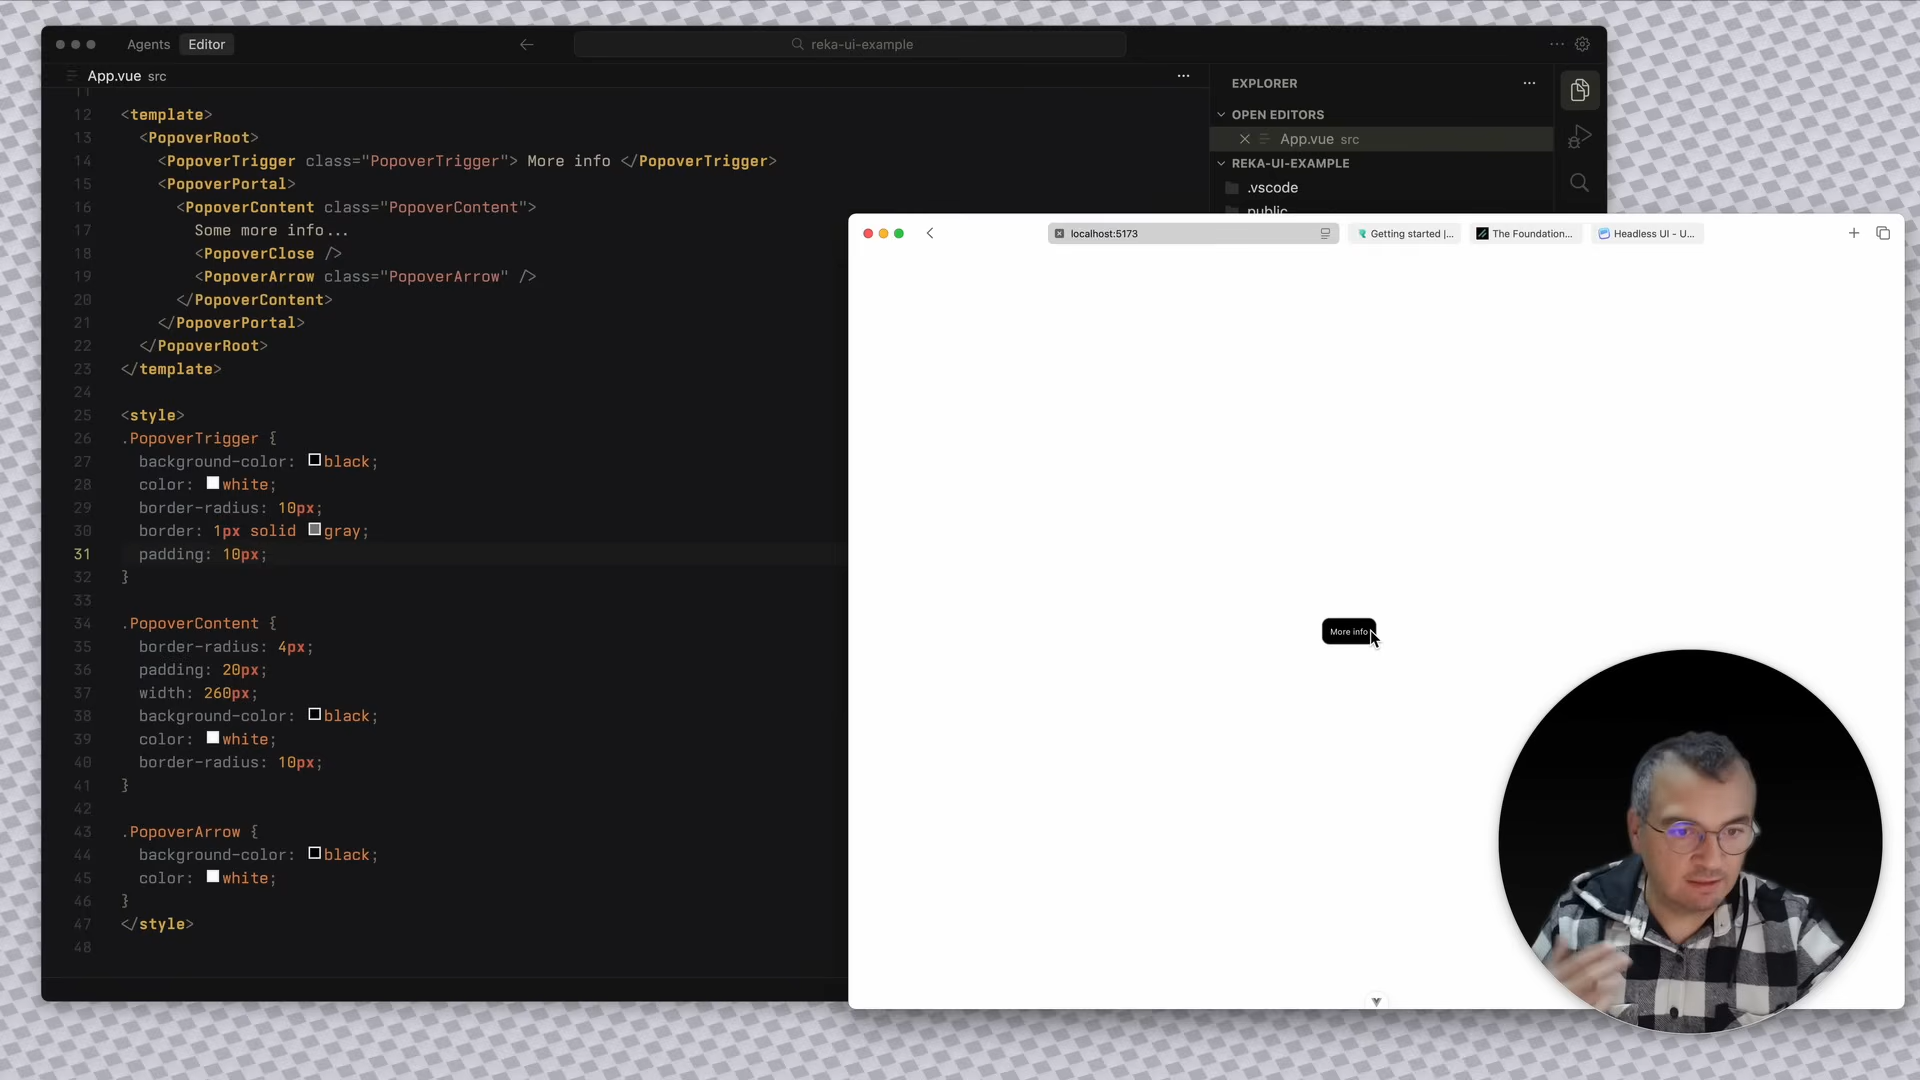 Agents Editor
reka-ui-example
App.vue src
11
12 <template>
13 <PopoverRoot>
14 <PopoverTrigger class="PopoverTrigger"> More info </PopoverTrigger>
15 <PopoverPortal>
16 <PopoverContent class="PopoverContent">
17 Some more info...
18 <PopoverClose />
19 <PopoverArrow class="PopoverArrow" />
20 </PopoverContent>
21 </PopoverPortal>
22 </PopoverRoot>
23 </template>
24
25 <style>
26 .PopoverTrigger {
27 background-color: black;
28 color: white;
29 border-radius: 10px;
30 border: 1px solid gray;
31 padding: 10px;
32 }
33
34 .PopoverContent {
35 border-radius: 4px;
36 padding: 20px;
37 width: 260px;
38 background-color: black;
39 color: white;
40 border-radius: 10px;
41 }
42
43 .PopoverArrow {
44 background-color: black;
45 color: white;
46 }
47 </style>
48
EXPLORER
OPEN EDITORS
App.vue src
REKA-UI-EXAMPLE
.vscode
public
localhost:5173
Getting started |...
The Foundation...
Headless UI - U...
More info